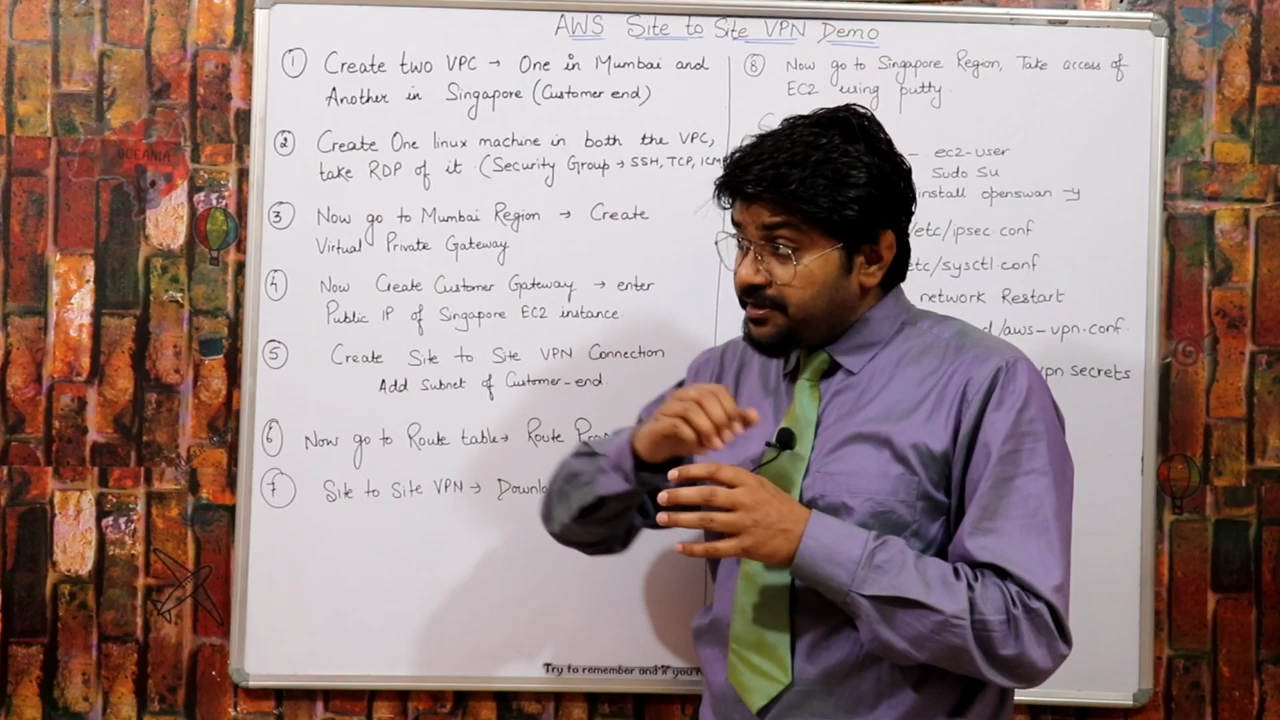 AWS Site to Site VPN Demo
① Create two VPC → One in Mumbai and
Another in Singapore (Customer end)
② Create One linux machine in both the VPC,
take RDP of it. (Security Group → SSH, TCP, ICMP
③ Now go to Mumbai Region → Create
Virtual Private Gateway
④ Now Create Customer Gateway → enter
Public IP of Singapore EC2 instance.
⑤ Create Site to Site VPN Connection
Add Subnet of Customer-end.
⑥ Now go to Route table → Route
⑦ Site to Site VPN →
⑧ Now go to Singapore Region, Take access of
EC2 using putty.
- ec2-user
Sudo Su
install openswan -y
/etc/ipsec.conf
etc/sysctl.conf
network Restart
d/aws-vpn.conf.
vpn secrets
Try to remember and if you
OCEANIA